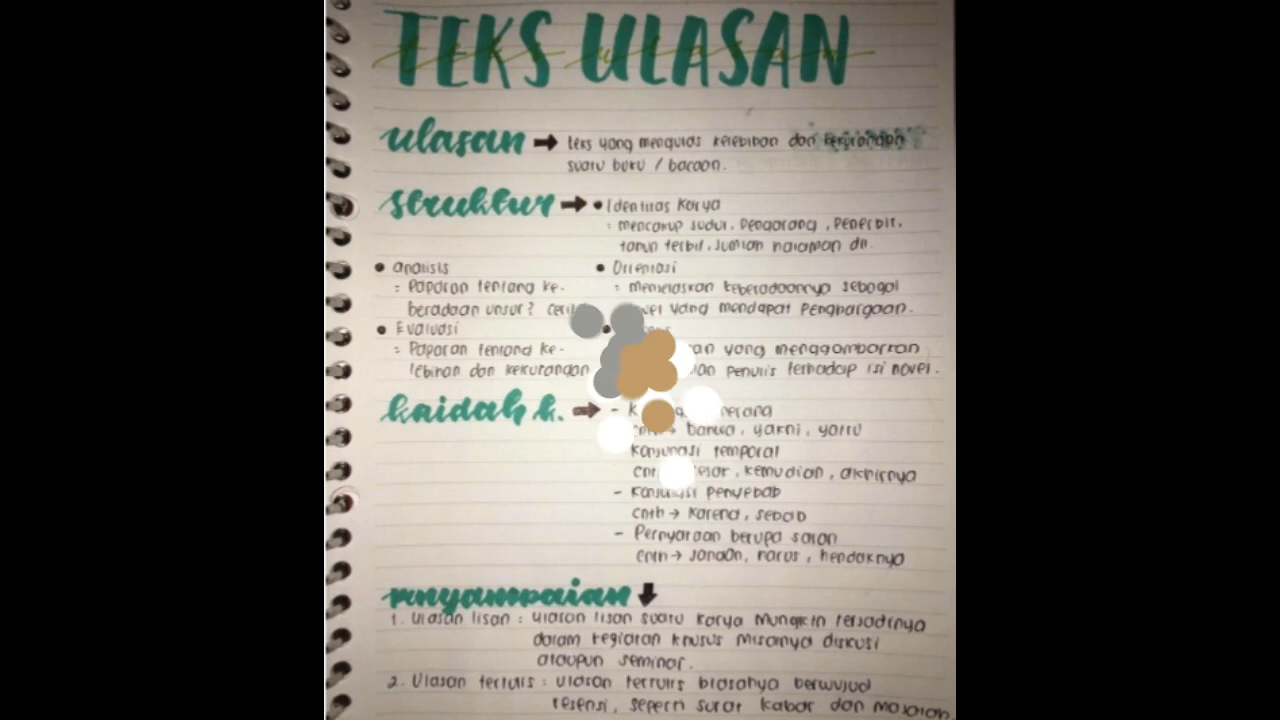 TEKS ULASAN
teks ulasan
ulasan → teks yang mengulas kelebihan dan kekurangan
suatu buku / bacaan.
struktur → • Identitas Karya
: mencakup judul, pengarang, penerbit,
tahun terbit, jumlah halaman dll.
• analisis
: Paparan tentang ke-
beradaan unsur²
• Orientasi
: menjelaskan keberadaannya sebagai
yang mendapat Penghargaan.
• Evaluasi
: Paparan tentang ke-
lebihan dan kekurangan
yang menggambarkan
penulis terhadap isi novel.
kaidah k. → -
→ bahwa, yakni, yaitu
konjungsi temporal
kemudian, akhirnya
- Konjungsi penyebab
cnth → karena, sebab
- Pernyataan berupa saran
cnth → jangan, harus, hendaknya
penyampaian ↓
1. Ulasan lisan : ulasan lisan suatu karya mungkin terjadinya
dalam kegiatan khusus misalnya diskusi
ataupun seminar.
2. Ulasan tertulis : ulasan tertulis biasanya berwujud
resensi, seperti surat kabar dan majalah